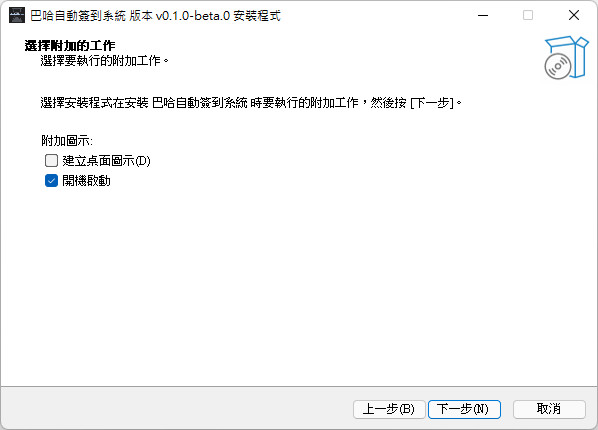 巴哈自動簽到系統 版本 v0.1.0-beta.0 安裝程式
選擇附加的工作
選擇要執行的附加工作。
選擇安裝程式在安裝 巴哈自動簽到系統 時要執行的附加工作，然後按 [下一步]。
附加圖示:
建立桌面圖示(D)
開機啟動
上一步(B) 下一步(N) 取消